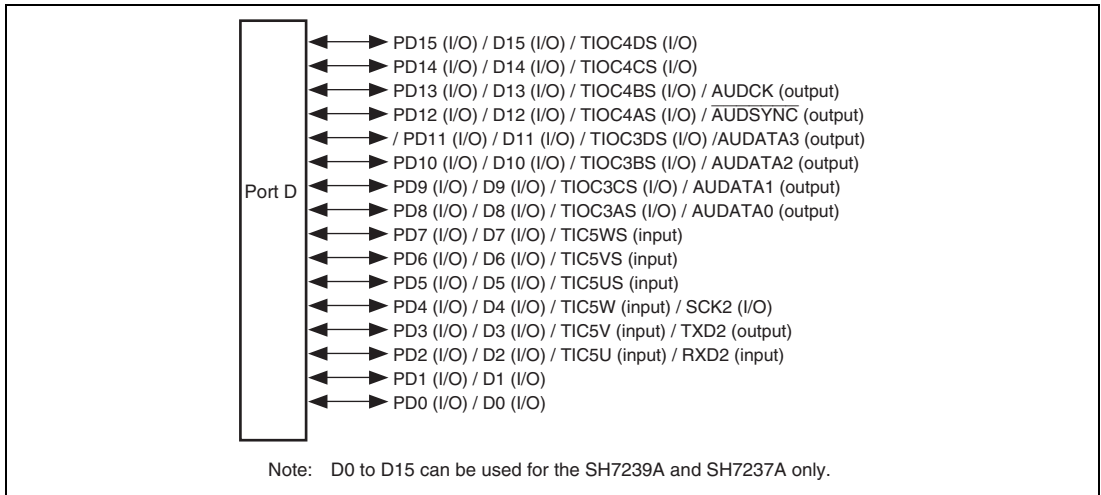 Port D
PD15 (I/O) / D15 (I/O) / TIOC4DS (I/O)
PD14 (I/O) / D14 (I/O) / TIOC4CS (I/O)
PD13 (I/O) / D13 (I/O) / TIOC4BS (I/O) / AUDCK (output)
PD12 (I/O) / D12 (I/O) / TIOC4AS (I/O) / AUDSYNC (output)
/ PD11 (I/O) / D11 (I/O) / TIOC3DS (I/O) /AUDATA3 (output)
PD10 (I/O) / D10 (I/O) / TIOC3BS (I/O) / AUDATA2 (output)
PD9 (I/O) / D9 (I/O) / TIOC3CS (I/O) / AUDATA1 (output)
PD8 (I/O) / D8 (I/O) / TIOC3AS (I/O) / AUDATA0 (output)
PD7 (I/O) / D7 (I/O) / TIC5WS (input)
PD6 (I/O) / D6 (I/O) / TIC5VS (input)
PD5 (I/O) / D5 (I/O) / TIC5US (input)
PD4 (I/O) / D4 (I/O) / TIC5W (input) / SCK2 (I/O)
PD3 (I/O) / D3 (I/O) / TIC5V (input) / TXD2 (output)
PD2 (I/O) / D2 (I/O) / TIC5U (input) / RXD2 (input)
PD1 (I/O) / D1 (I/O)
PD0 (I/O) / D0 (I/O)
Note: D0 to D15 can be used for the SH7239A and SH7237A only.